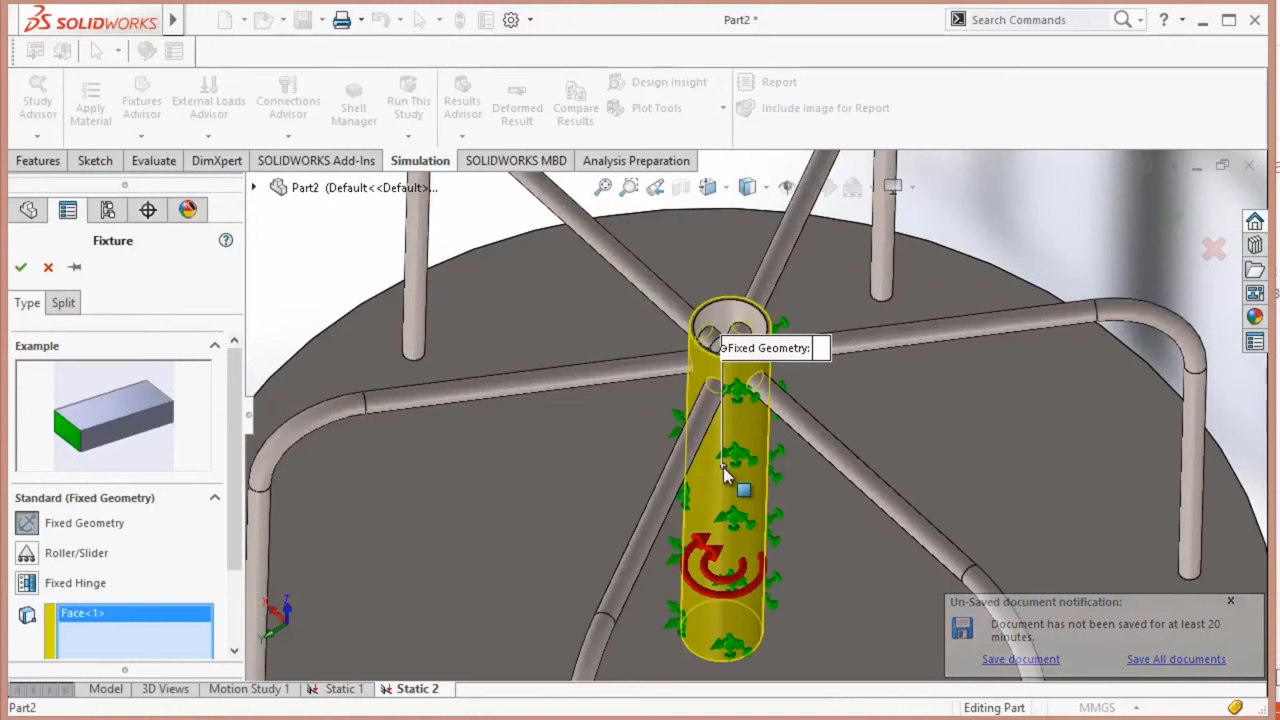 SOLIDWORKS
Part2 *
Search Commands
?
Study Advisor
Apply Material
Fixtures Advisor
External Loads Advisor
Connections Advisor
Shell Manager
Run This Study
Results Advisor
Deformed Result
Compare Results
Design Insight
Plot Tools
Report
Include Image for Report
Features
Sketch
Evaluate
DimXpert
SOLIDWORKS Add-Ins
Simulation
SOLIDWORKS MBD
Analysis Preparation
Part2 (Default<<Default>...
Fixture
?
Type
Split
Example
Standard (Fixed Geometry)
Fixed Geometry
Roller/Slider
Fixed Hinge
Face<1>
Fixed Geometry:
X
Z
Y
Un-Saved document notification:
X
Document has not been saved for at least 20
minutes.
Save document
Save All documents
Model
3D Views
Motion Study 1
Static 1
Static 2
Part2
Editing Part
MMGS